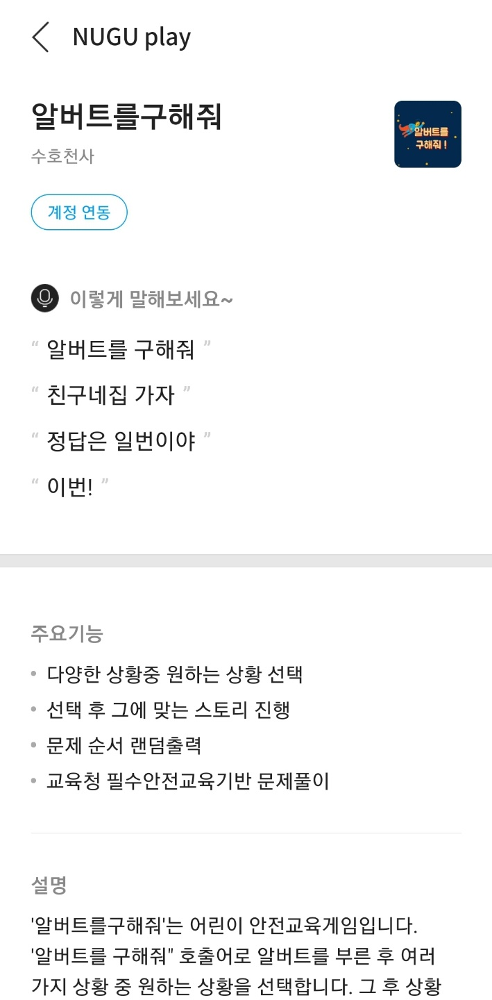 NUGU play
알버트를구해줘
수호천사
알버트를
구해줘 !
계정 연동
이렇게 말해보세요~
“ 알버트를 구해줘 ”
“ 친구네집 가자 ”
“ 정답은 일번이야 ”
“ 이번! ”
주요기능
• 다양한 상황중 원하는 상황 선택
• 선택 후 그에 맞는 스토리 진행
• 문제 순서 랜덤출력
• 교육청 필수안전교육기반 문제풀이
설명
'알버트를구해줘'는 어린이 안전교육게임입니다.
'알버트를 구해줘" 호출어로 알버트를 부른 후 여러
가지 상황 중 원하는 상황을 선택합니다. 그 후 상황